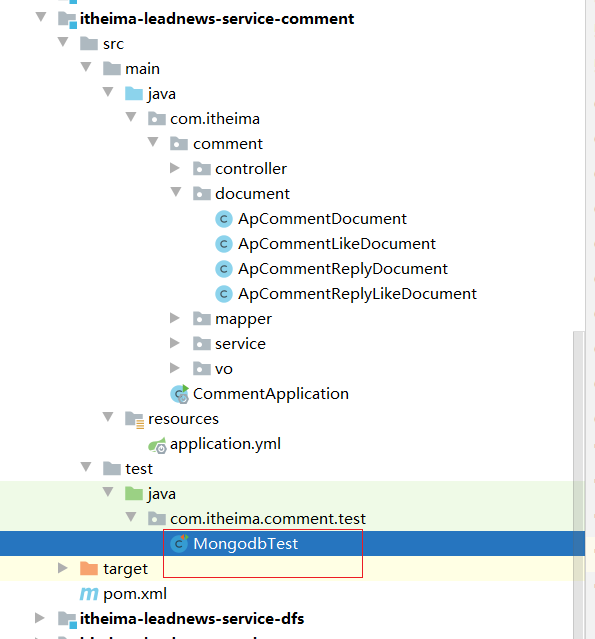 itheima-leadnews-service-comment
src
main
java
com.itheima
comment
controller
document
ApCommentDocument
ApCommentLikeDocument
ApCommentReplyDocument
ApCommentReplyLikeDocument
mapper
service
vo
CommentApplication
resources
application.yml
test
java
com.itheima.comment.test
MongodbTest
target
pom.xml
itheima-leadnews-service-dfs